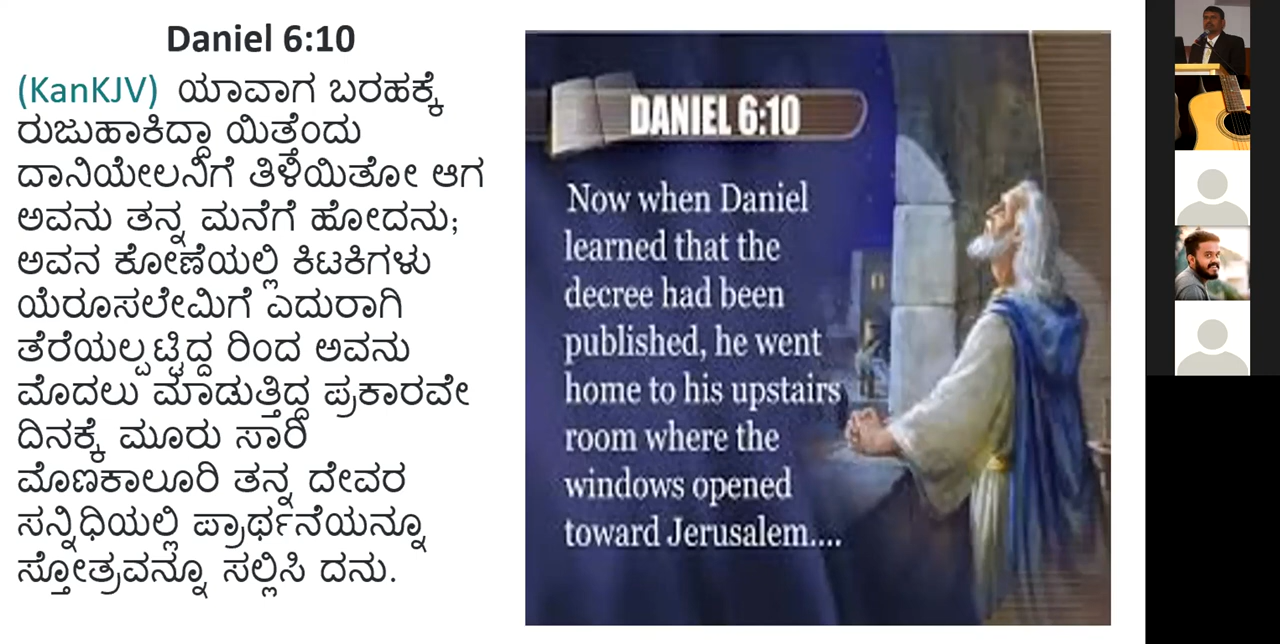 Daniel 6:10
(KanKJV) ಯಾವಾಗ ಬರಹಕ್ಕೆ
ರುಜುಹಾಕಿದ್ದಾ ಯಿತ್ತೆಂದು
ದಾನಿಯೇಲನಿಗೆ ತಿಳಿಯಿತೋ ಆಗ
ಅವನು ತನ್ನ ಮನೆಗೆ ಹೋದನು;
ಅವನ ಕೋಣೆಯಲ್ಲಿ ಕಿಟಕಿಗಳು
ಯೆರೂಸಲೇಮಿಗೆ ಎದುರಾಗಿ
ತೆರೆಯಲ್ಪಟ್ಟಿದ್ದ ರಿಂದ ಅವನು
ಮೊದಲು ಮಾಡುತ್ತಿದ್ದ ಪ್ರಕಾರವೇ
ದಿನಕ್ಕೆ ಮೂರು ಸಾರಿ
ಮೊಣಕಾಲೂರಿ ತನ್ನ ದೇವರ
ಸನ್ನಿಧಿಯಲ್ಲಿ ಪ್ರಾರ್ಥನೆಯನ್ನೂ
ಸ್ತೋತ್ರವನ್ನೂ ಸಲ್ಲಿಸಿ ದನು.
DANIEL 6:10
Now when Daniel
learned that the
decree had been
published, he went
home to his upstairs
room where the
windows opened
toward Jerusalem....